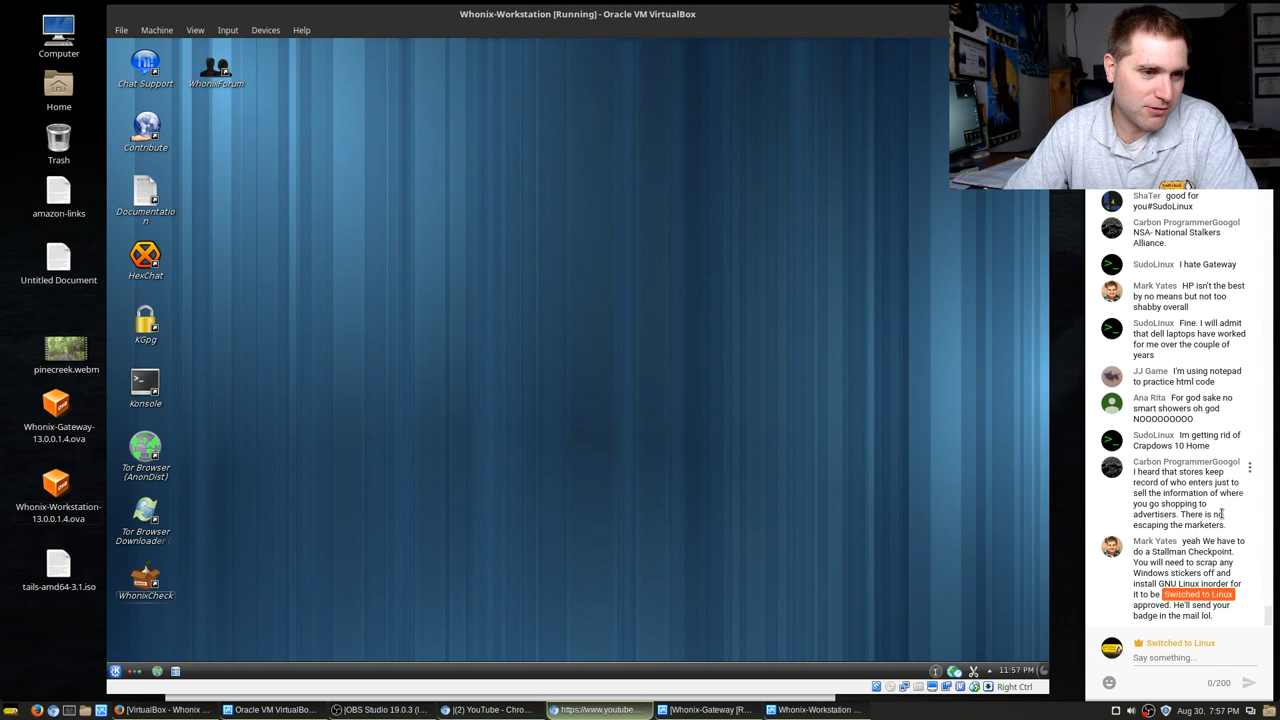 Whonix-Workstation [Running] - Oracle VM VirtualBox
File Machine View Input Devices Help
Computer
Home
Trash
amazon-links
Untitled Document
pinecreek.webm
Whonix-Gateway-
13.0.0.1.4.ova
Whonix-Workstation-
13.0.0.1.4.ova
tails-amd64-3.1.iso
Chat Support
WhonixForum
Contribute
Documentatio
n
HexChat
KGpg
Konsole
Tor Browser
(AnonDist)
Tor Browser
Downloader
WhonixCheck
11:57 PM
Right Ctrl
ShaTer good for
you#SudoLinux
Carbon ProgrammerGoogol
NSA- National Stalkers
Alliance.
SudoLinux I hate Gateway
Mark Yates HP isn't the best
by no means but not too
shabby overall
SudoLinux Fine. I will admit
that dell laptops have worked
for me over the couple of
years
JJ Game I'm using notepad
to practice html code
Ana Rita For god sake no
smart showers oh god
NOOOOOOOOO
SudoLinux Im getting rid of
Crapdows 10 Home
Carbon ProgrammerGoogol
I heard that stores keep
record of who enters just to
sell the information of where
you go shopping to
advertisers. There is no
escaping the marketers.
Mark Yates yeah We have to
do a Stallman Checkpoint.
You will need to scrap any
Windows stickers off and
install GNU Linux inorder for
it to be Switched to Linux
approved. He'll send your
badge in the mail lol.
Switched to Linux
Say something...
0/200
[VirtualBox - Whonix ... Oracle VM VirtualBo... [OBS Studio 19.0.3 (l... [(2) YouTube - Chro... https://www.youtube... [Whonix-Gateway [R... Whonix-Workstation ... Aug 30, 7:57 PM